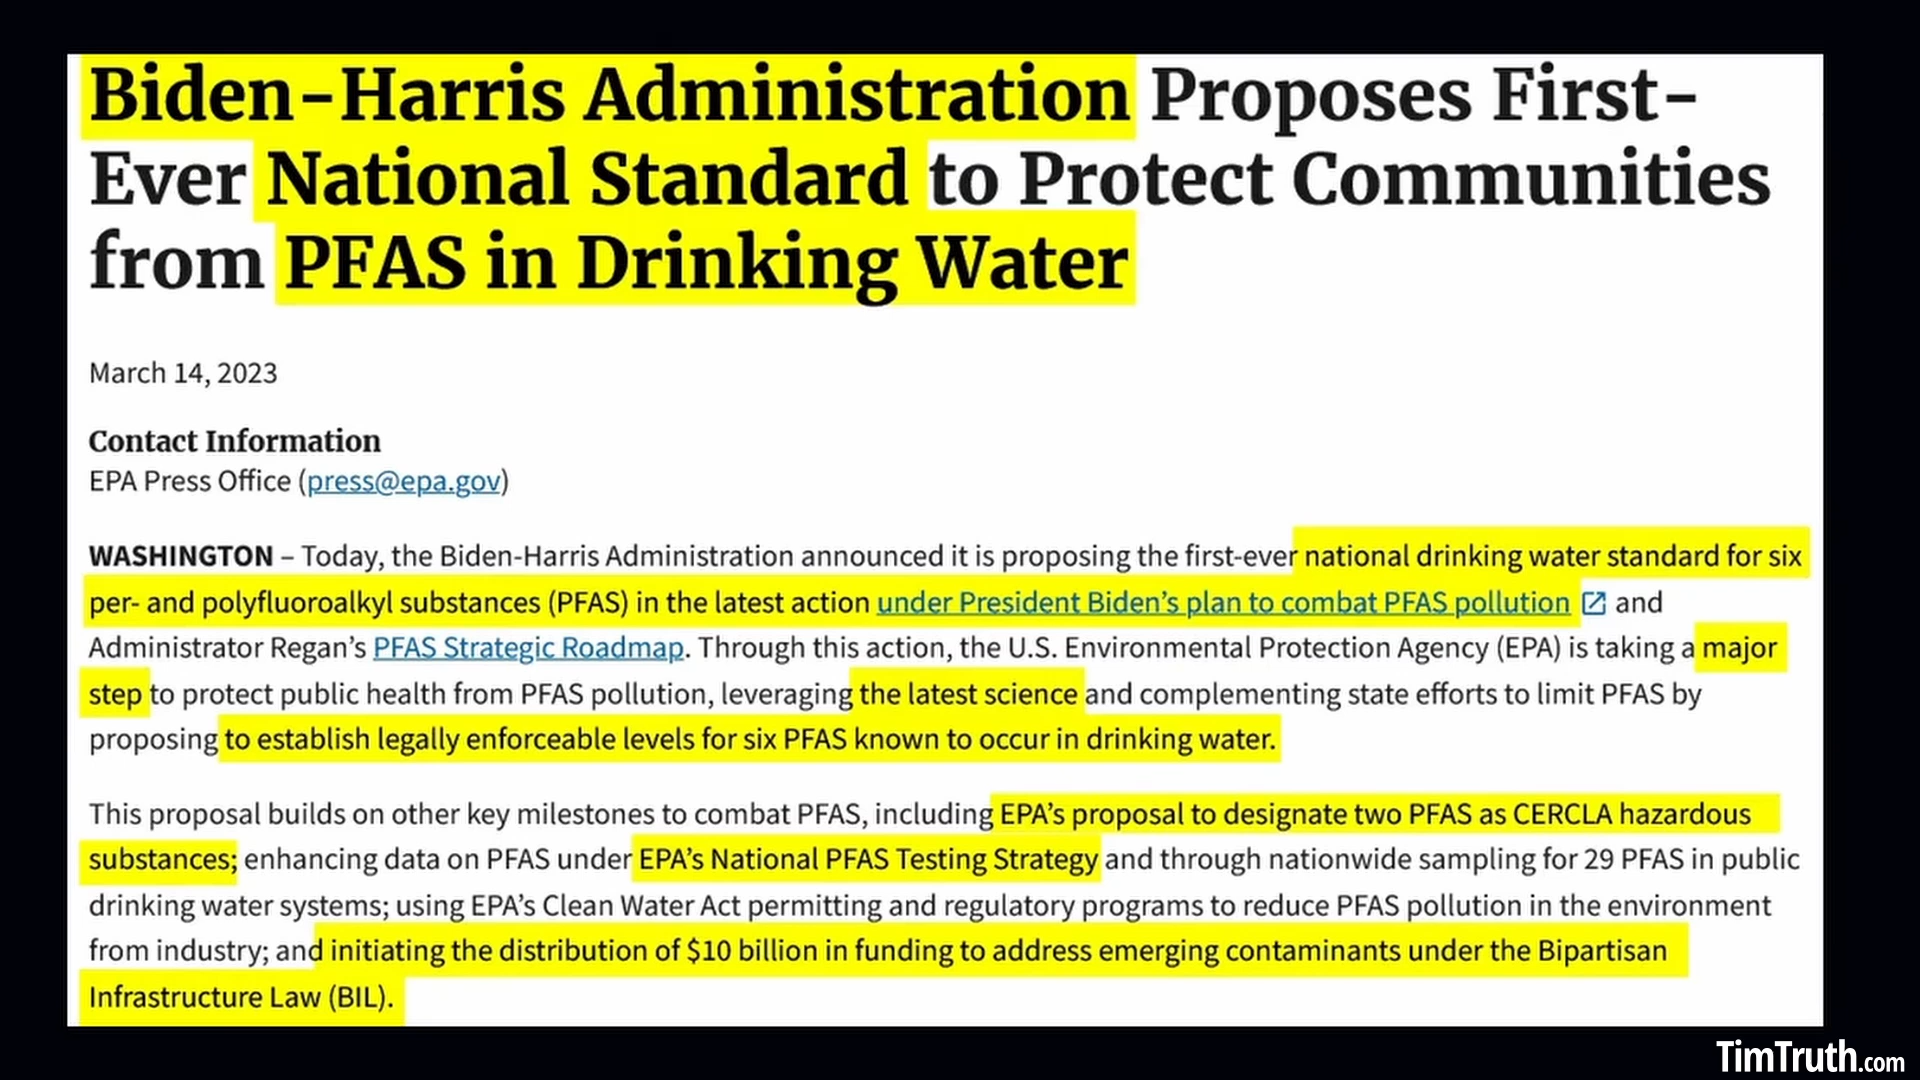 Biden-Harris Administration Proposes First-
Ever National Standard to Protect Communities
from PFAS in Drinking Water
March 14, 2023
Contact Information
EPA Press Office (press@epa.gov)
WASHINGTON – Today, the Biden-Harris Administration announced it is proposing the first-ever national drinking water standard for six
per- and polyfluoroalkyl substances (PFAS) in the latest action under President Biden’s plan to combat PFAS pollution and
Administrator Regan’s PFAS Strategic Roadmap. Through this action, the U.S. Environmental Protection Agency (EPA) is taking a major
step to protect public health from PFAS pollution, leveraging the latest science and complementing state efforts to limit PFAS by
proposing to establish legally enforceable levels for six PFAS known to occur in drinking water.
This proposal builds on other key milestones to combat PFAS, including EPA’s proposal to designate two PFAS as CERCLA hazardous
substances; enhancing data on PFAS under EPA’s National PFAS Testing Strategy and through nationwide sampling for 29 PFAS in public
drinking water systems; using EPA’s Clean Water Act permitting and regulatory programs to reduce PFAS pollution in the environment
from industry; and initiating the distribution of $10 billion in funding to address emerging contaminants under the Bipartisan
Infrastructure Law (BIL).
TimTruth.com